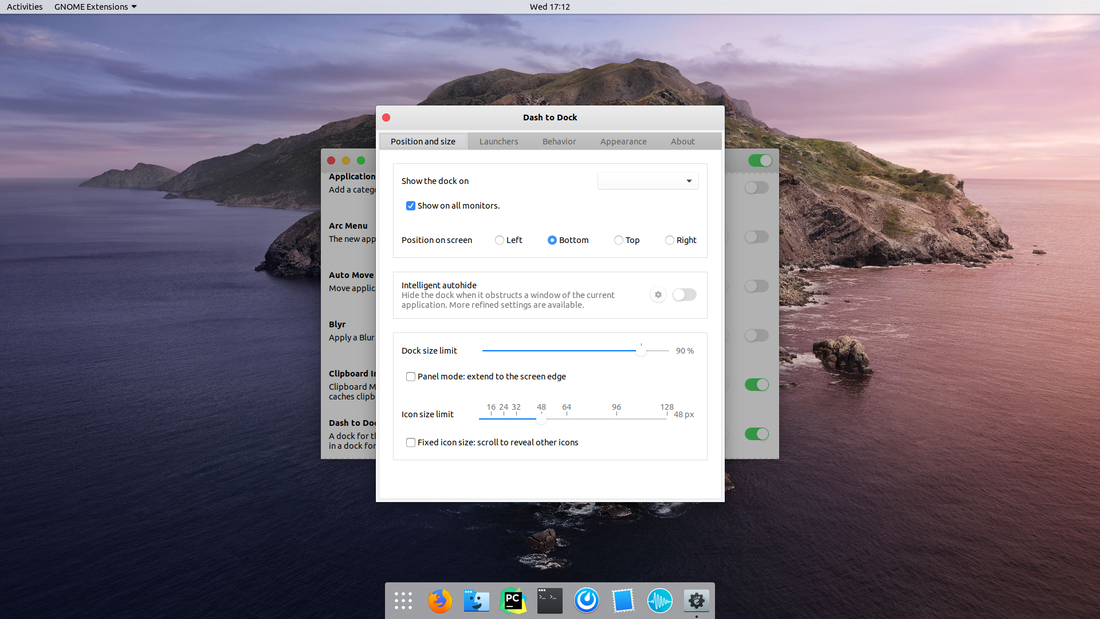 Activities GNOME Extensions Wed 17:12
Dash to Dock
Position and size Launchers Behavior Appearance About
Show the dock on
Show on all monitors.
Position on screen Left Bottom Top Right
Intelligent autohide
Hide the dock when it obstructs a window of the current
application. More refined settings are available.
Dock size limit 90 %
Panel mode: extend to the screen edge
16 24 32 48 64 96 128
Icon size limit 48 px
Fixed icon size: scroll to reveal other icons
Application
Add a categ
Arc Menu
The new app
Auto Move
Move applic
Blyr
Apply a Blur
Clipboard In
Clipboard M
caches clipb
Dash to Doc
A dock for th
in a dock for
PC